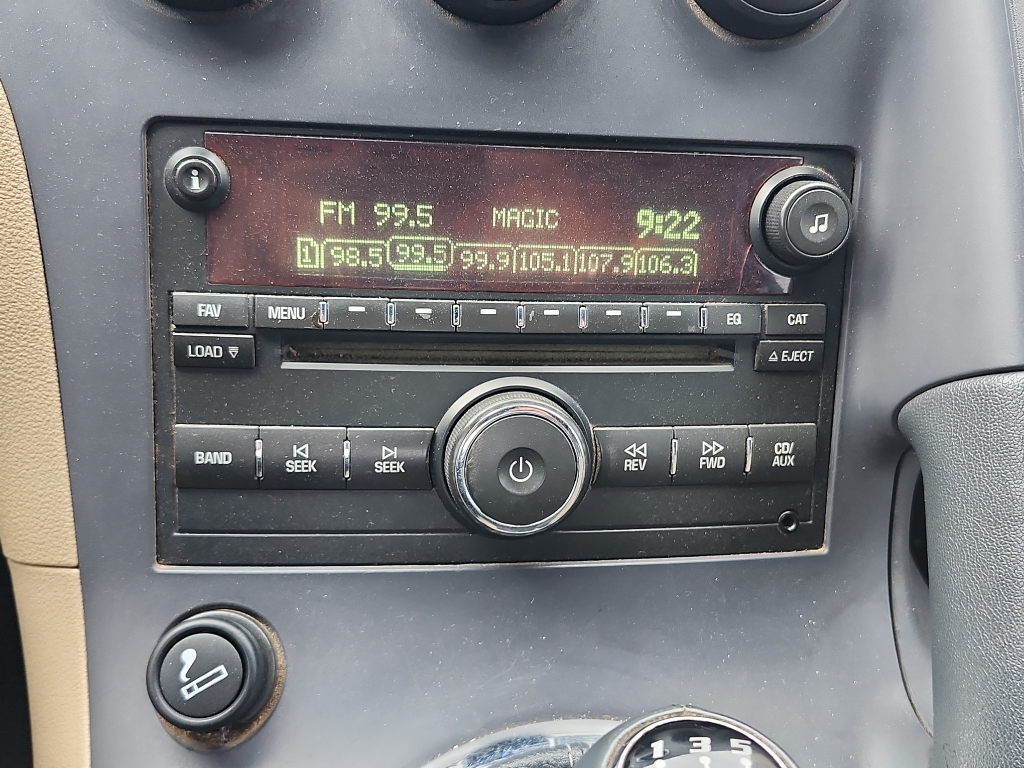 i
FM 99.5 MAGIC 9:22
1 98.5 99.5 99.9 105.1 107.9 106.3
FAV MENU EQ CAT
LOAD EJECT
BAND SEEK SEEK REV FWD CD/
AUX
1 3 5